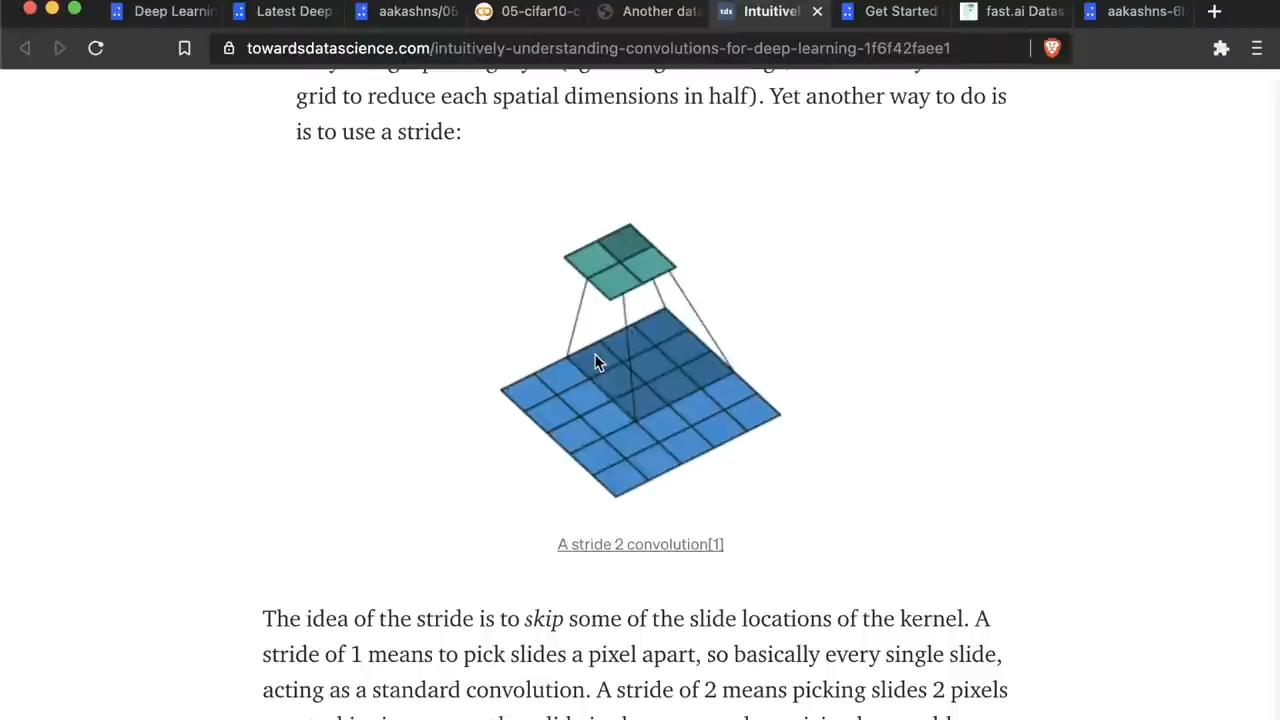 Deep Learnin
Latest Deep
aakashns/05
05-cifar10-c
Another dat
Intuitivel
Get Started
fast.ai Datas
aakashns-6
towardsdatascience.com/intuitively-understanding-convolutions-for-deep-learning-1f6f42faee1
grid to reduce each spatial dimensions in half). Yet another way to do is
is to use a stride:
A stride 2 convolution[1]
The idea of the stride is to skip some of the slide locations of the kernel. A
stride of 1 means to pick slides a pixel apart, so basically every single slide,
acting as a standard convolution. A stride of 2 means picking slides 2 pixels